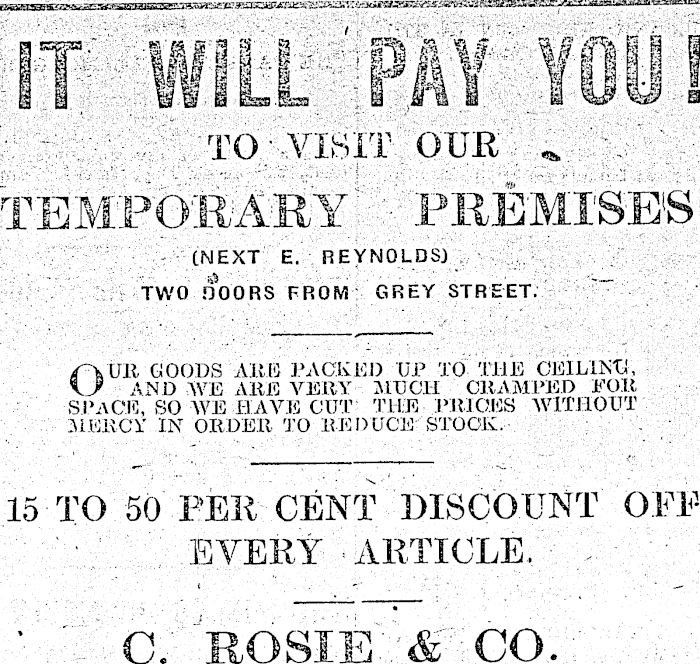 IT WILL PAY YOU!
TO VISIT OUR
TEMPORARY PREMISES
(NEXT E. REYNOLDS)
TWO DOORS FROM GREY STREET.
OUR GOODS ARE PACKED UP TO THE CEILING,
AND WE ARE VERY MUCH CRAMPED FOR
SPACE, SO WE HAVE CUT THE PRICES WITHOUT
MERCY IN ORDER TO REDUCE STOCK.
15 TO 50 PER CENT DISCOUNT OFF
EVERY ARTICLE.
C. ROSIE & CO.